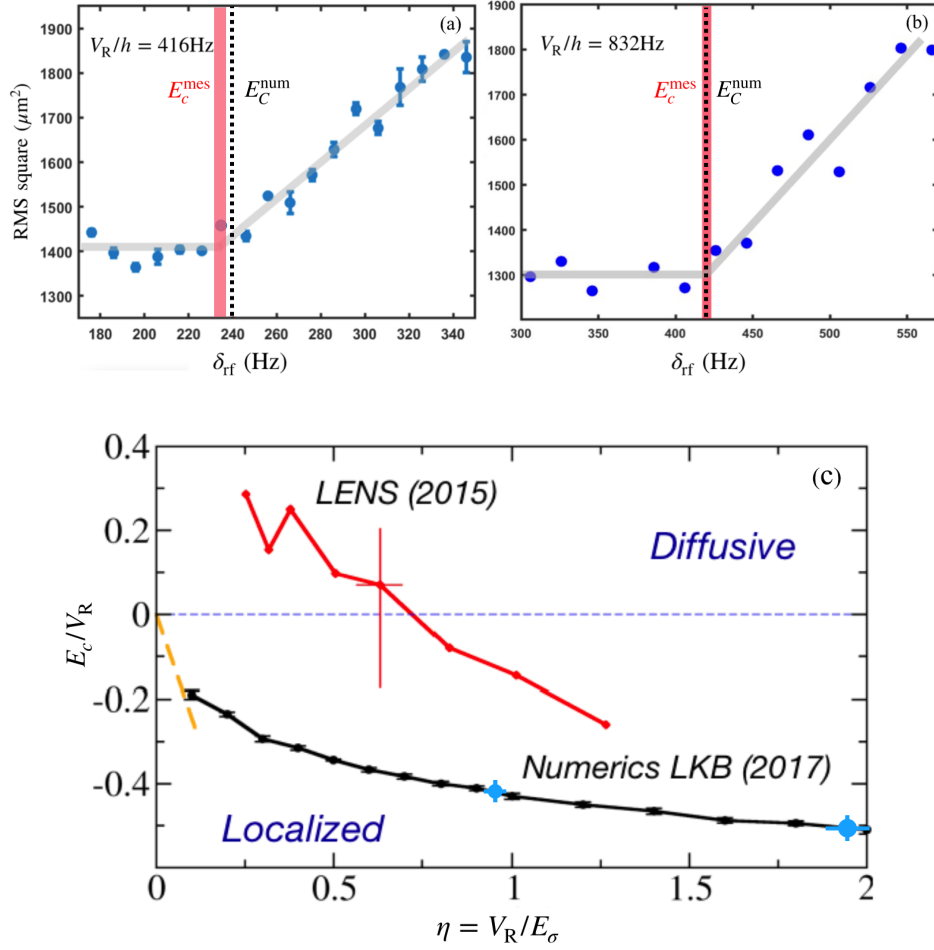 (a)
V_R/h = 416Hz
E_c^mes
E_C^num
RMS square (μm²)
1900
1800
1700
1600
1500
1400
1300
180
200
220
240
260
280
300
320
340
δ_rf (Hz)
(b)
V_R/h = 832Hz
E_c^mes
E_C^num
1900
1800
1700
1600
1500
1400
1300
300
350
400
450
500
550
δ_rf (Hz)
(c)
LENS (2015)
Diffusive
Numerics LKB (2017)
Localized
E_c/V_R
0.4
0.2
0
-0.2
-0.4
0
0.5
1
1.5
2
η = V_R/E_σ